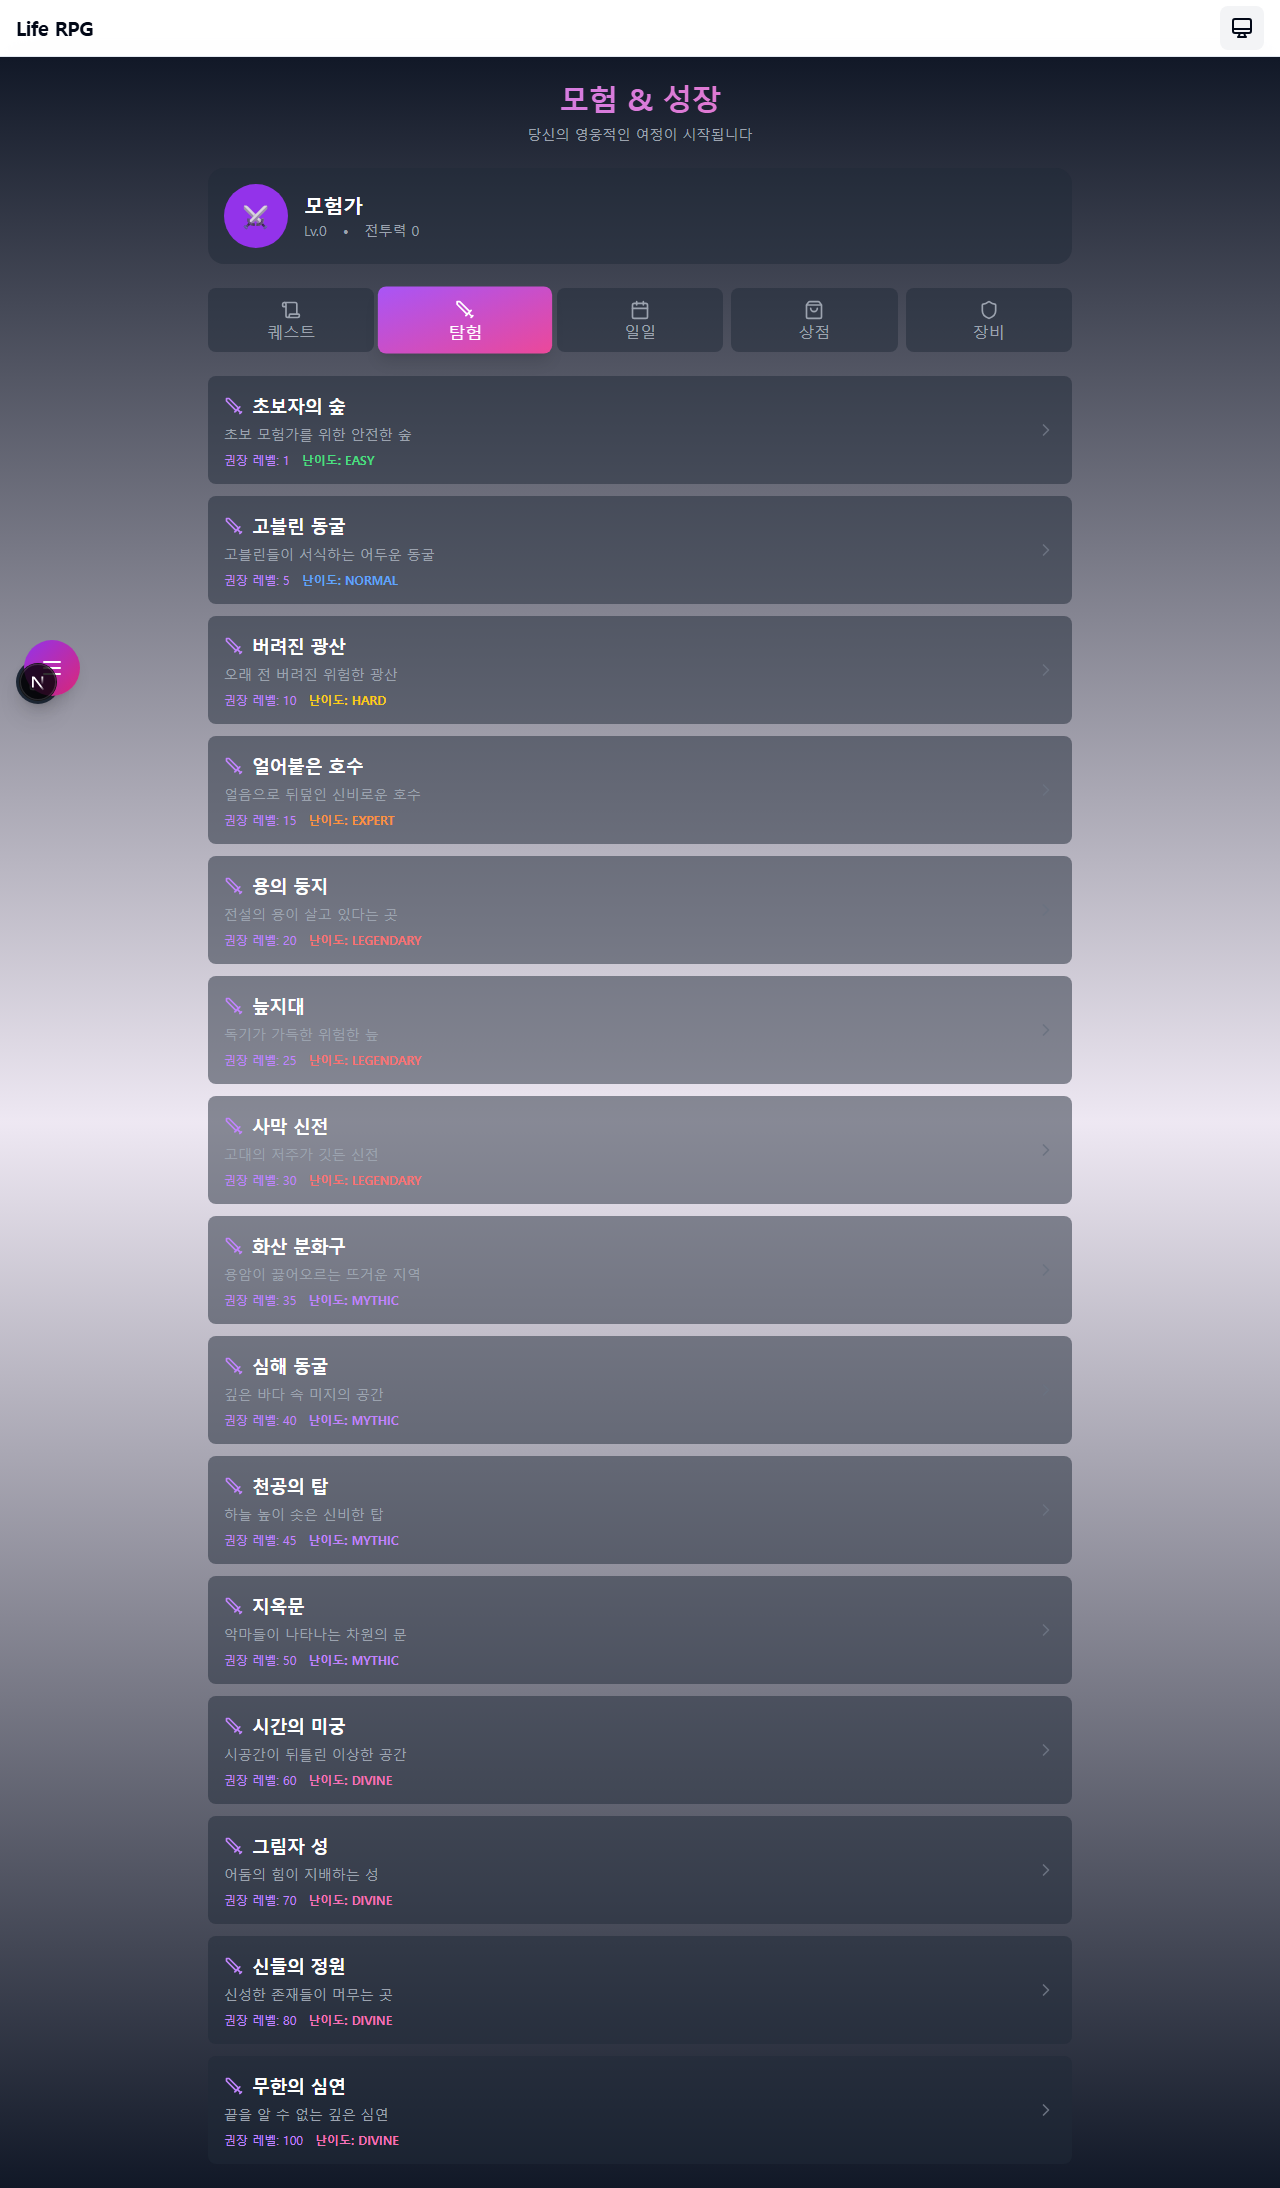 Life RPG
모험 & 성장
당신의 영웅적인 여정이 시작됩니다
모험가
Lv.0 • 전투력 0
퀘스트
탐험
일일
상점
장비
초보자의 숲
초보 모험가를 위한 안전한 숲
권장 레벨: 1 난이도: EASY
고블린 동굴
고블린들이 서식하는 어두운 동굴
권장 레벨: 5 난이도: NORMAL
버려진 광산
오래 전 버려진 위험한 광산
권장 레벨: 10 난이도: HARD
N
얼어붙은 호수
얼음으로 뒤덮인 신비로운 호수
권장 레벨: 15 난이도: EXPERT
용의 둥지
전설의 용이 살고 있다는 곳
권장 레벨: 20 난이도: LEGENDARY
늪지대
독기가 가득한 위험한 늪
권장 레벨: 25 난이도: LEGENDARY
사막 신전
고대의 저주가 깃든 신전
권장 레벨: 30 난이도: LEGENDARY
화산 분화구
용암이 끓어오르는 뜨거운 지역
권장 레벨: 35 난이도: MYTHIC
심해 동굴
깊은 바다 속 미지의 공간
권장 레벨: 40 난이도: MYTHIC
천공의 탑
하늘 높이 솟은 신비한 탑
권장 레벨: 45 난이도: MYTHIC
지옥문
악마들이 나타나는 차원의 문
권장 레벨: 50 난이도: MYTHIC
시간의 미궁
시공간이 뒤틀린 이상한 공간
권장 레벨: 60 난이도: DIVINE
그림자 성
어둠의 힘이 지배하는 성
권장 레벨: 70 난이도: DIVINE
신들의 정원
신성한 존재들이 머무는 곳
권장 레벨: 80 난이도: DIVINE
무한의 심연
끝을 알 수 없는 깊은 심연
권장 레벨: 100 난이도: DIVINE